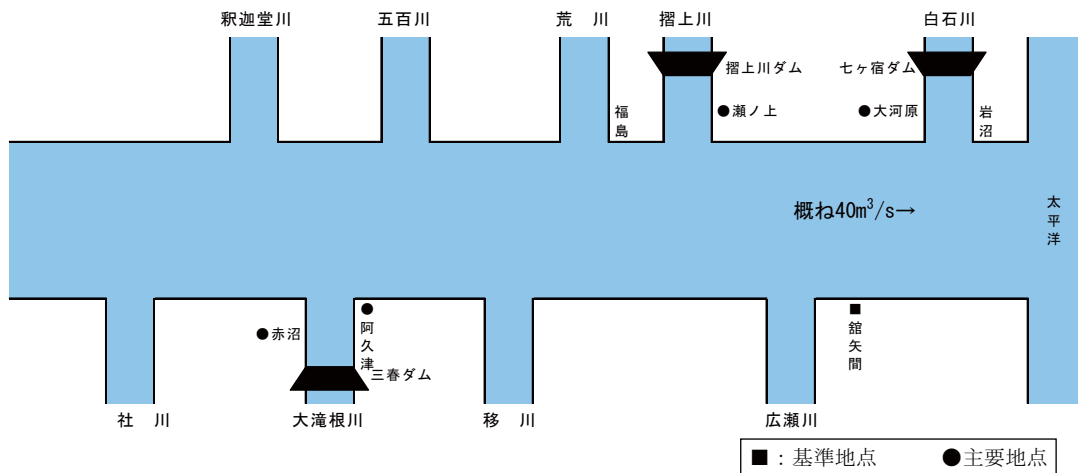 釈迦堂川
五百川
荒　川
摺上川
白石川
摺上川ダム
七ヶ宿ダム
福島
●瀬ノ上
●大河原
岩沼
概ね40m³/s→
太平洋
●赤沼
阿久津
三春ダム
舘矢間
社　川
大滝根川
移　川
広瀬川
■：基準地点　●主要地点